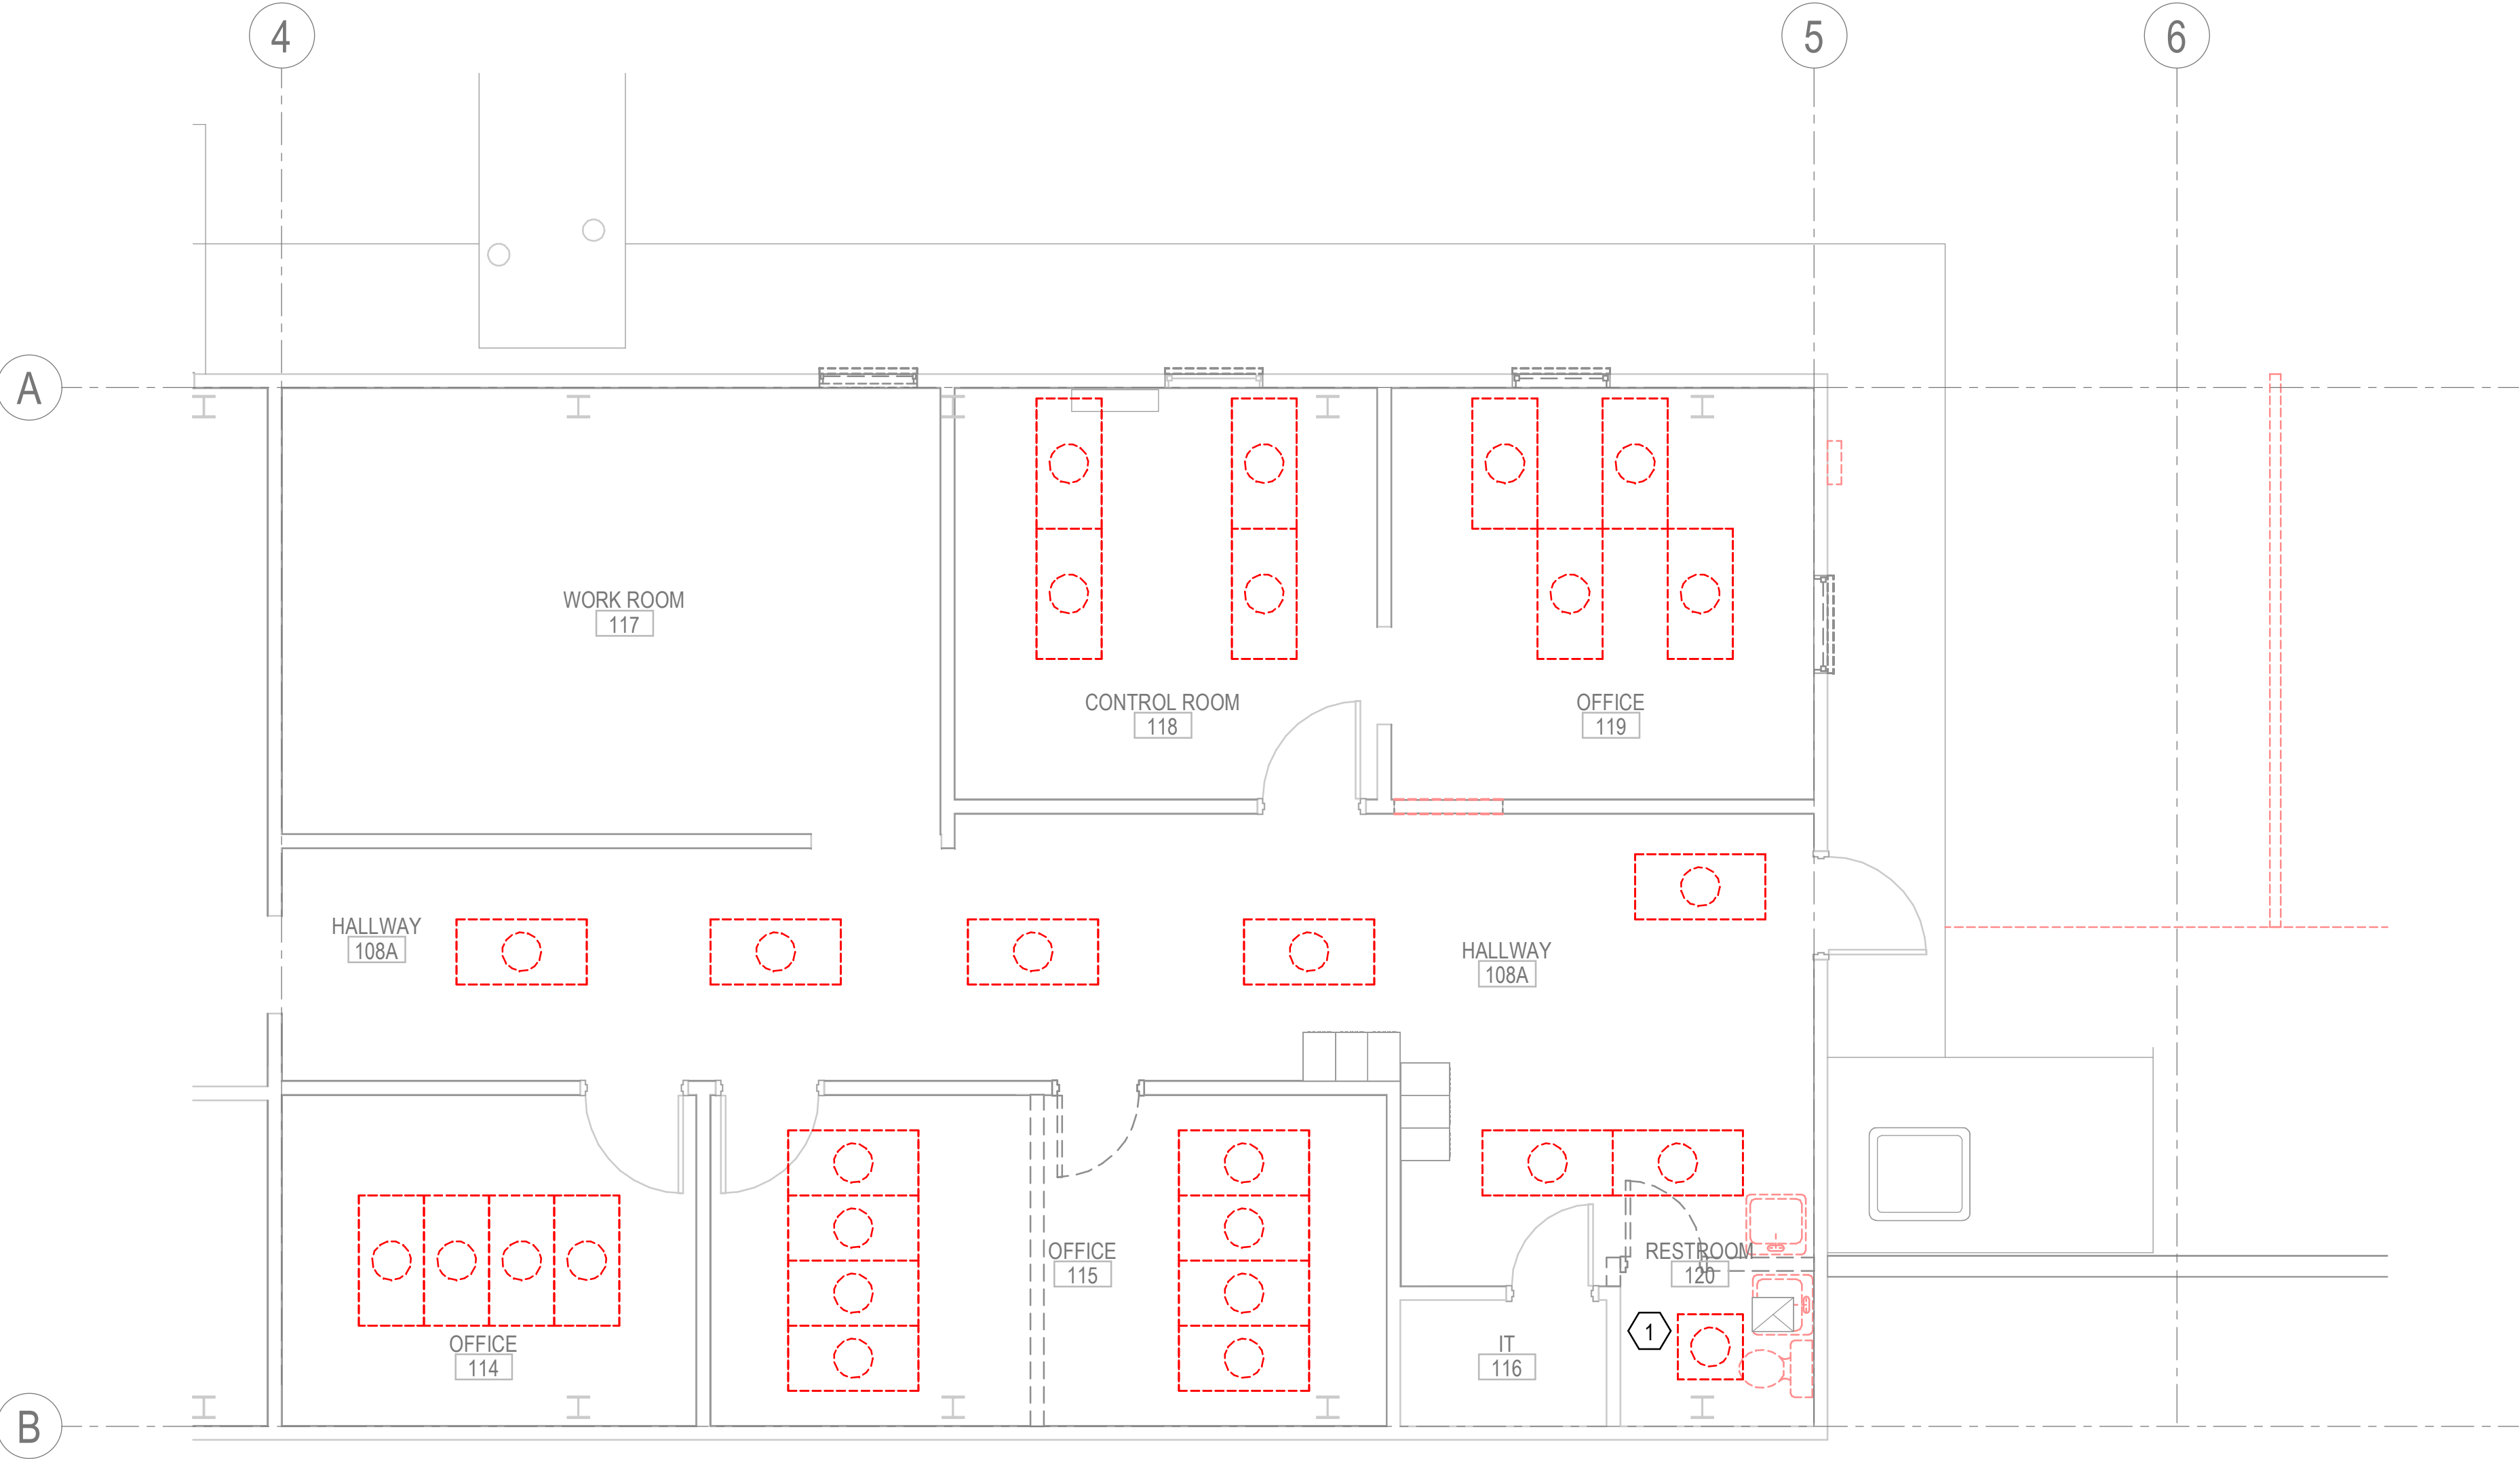 4
5
6
A
WORK ROOM
117
CONTROL ROOM
118
OFFICE
119
HALLWAY
108A
HALLWAY
108A
OFFICE
115
RESTROOM
120
1
OFFICE
114
IT
116
B